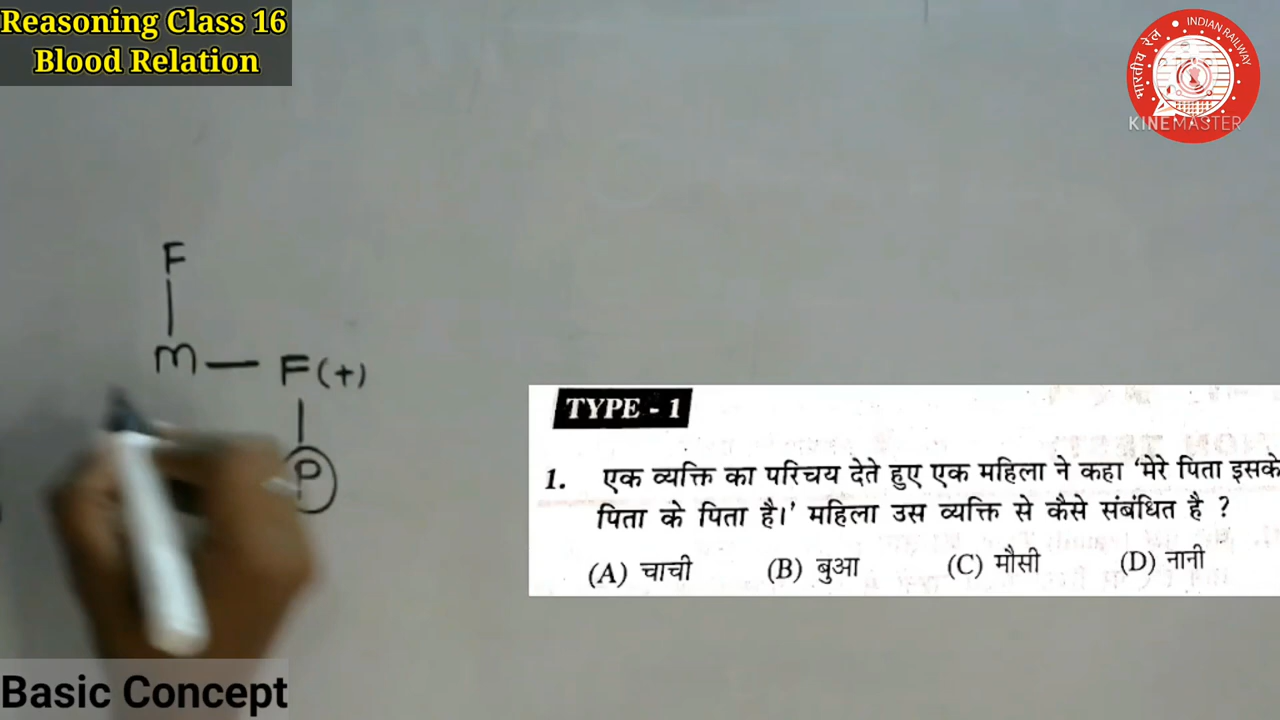 Reasoning Class 16
Blood Relation
भारतीय रेल
INDIAN RAILWAY
KINEMASTER
F
m — F(+)
P
TYPE - 1
1. एक व्यक्ति का परिचय देते हुए एक महिला ने कहा ‘मेरे पिता इसके
पिता के पिता है।’ महिला उस व्यक्ति से कैसे संबंधित है ?
(A) चाची (B) बुआ (C) मौसी (D) नानी
Basic Concept